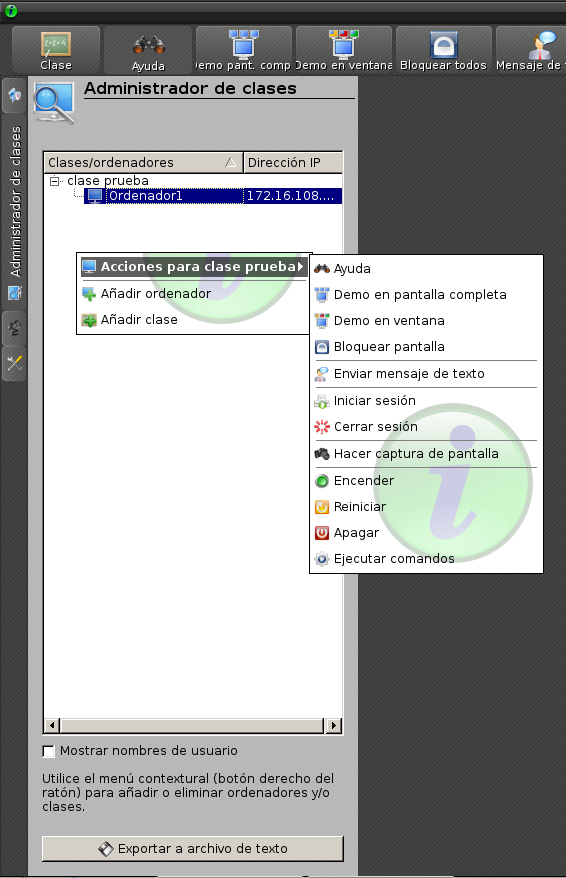 Clase
Ayuda
emo pant. comp
Demo en ventana
Bloquear todos
Mensaje de
Administrador de clases
Administrador de clases
Clases/ordenadores
Dirección IP
clase prueba
Ordenador1
172.16.108....
Acciones para clase prueba
Añadir ordenador
Añadir clase
Ayuda
Demo en pantalla completa
Demo en ventana
Bloquear pantalla
Enviar mensaje de texto
Iniciar sesión
Cerrar sesión
Hacer captura de pantalla
Encender
Reiniciar
Apagar
Ejecutar comandos
Mostrar nombres de usuario
Utilice el menú contextural (botón derecho del
ratón) para añadir o eliminar ordenadores y/o
clases.
Exportar a archivo de texto